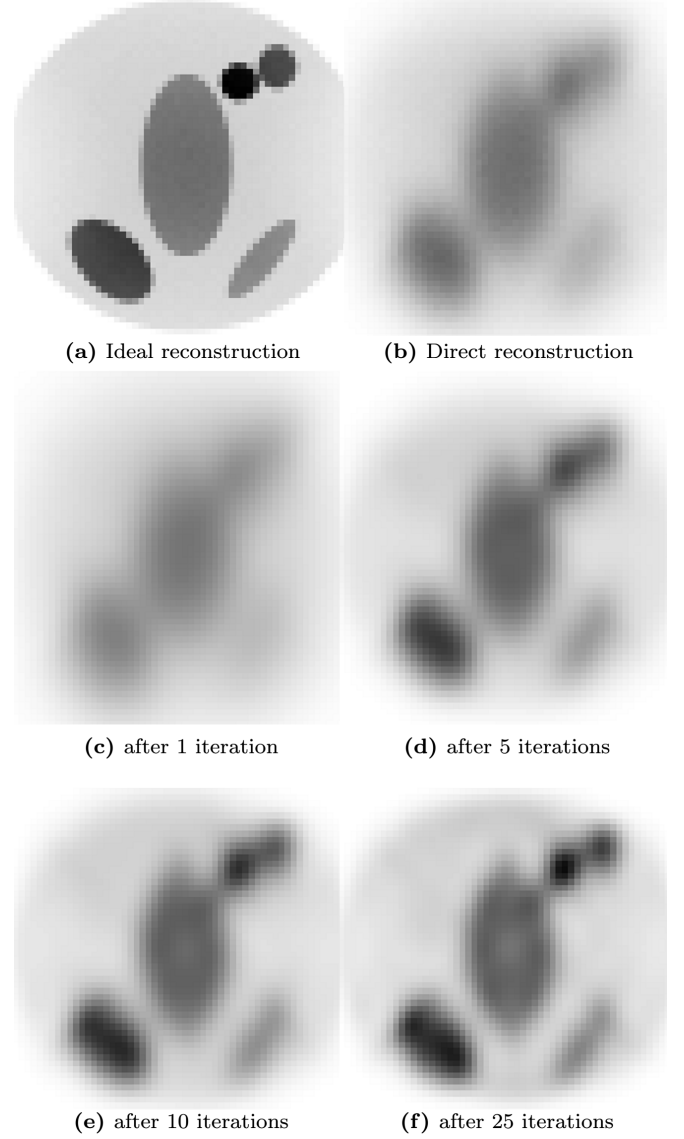 (a) Ideal reconstruction
(b) Direct reconstruction
(c) after 1 iteration
(d) after 5 iterations
(e) after 10 iterations
(f) after 25 iterations